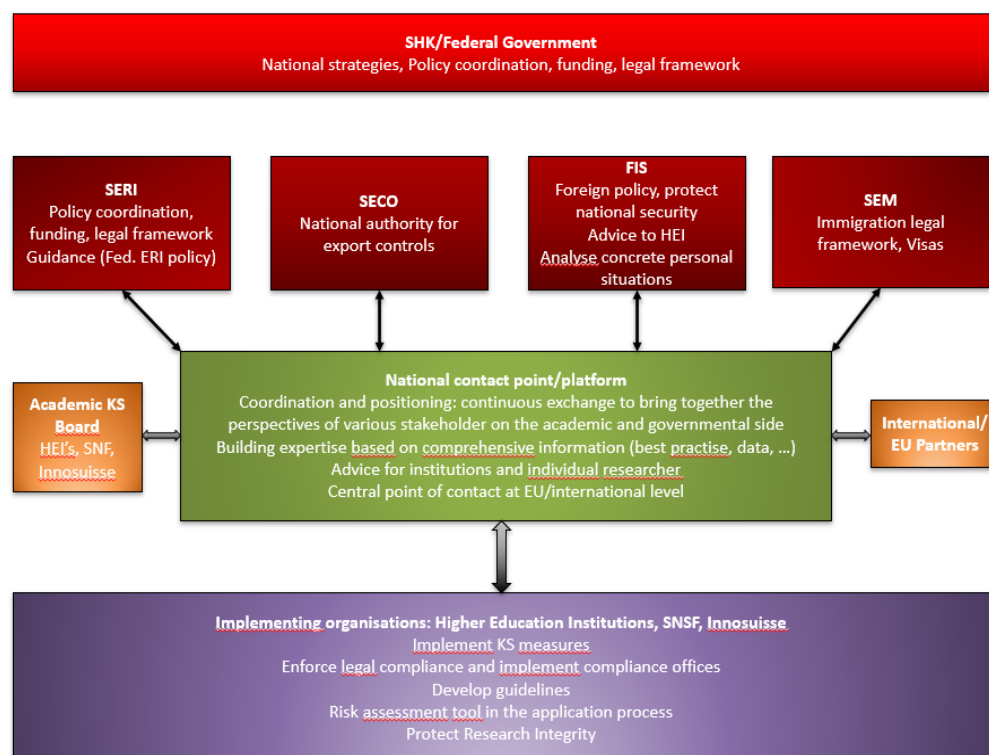 SHK/Federal Government
National strategies, Policy coordination, funding, legal framework
SERI
Policy coordination,
funding, legal framework
Guidance (Fed. ERI policy)
SECO
National authority for
export controls
FIS
Foreign policy, protect
national security
Advice to HEI
Analyse concrete personal
situations
SEM
Immigration legal
framework, Visas
National contact point/platform
Coordination and positioning: continuous exchange to bring together the
perspectives of various stakeholder on the academic and governmental side
Building expertise based on comprehensive information (best practise, data, ...)
Advice for institutions and individual researcher
Central point of contact at EU/international level
Academic KS
Board
HEI's, SNF,
Innosuisse
International/
EU Partners
Implementing organisations: Higher Education Institutions, SNSF, Innosuisse
Implement KS measures
Enforce legal compliance and implement compliance offices
Develop guidelines
Risk assessment tool in the application process
Protect Research Integrity